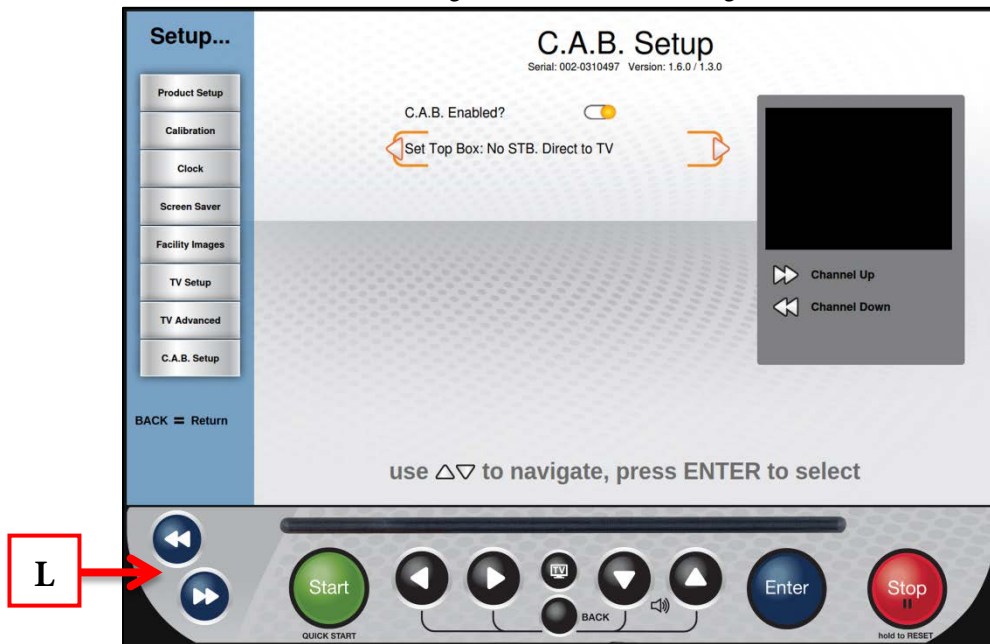 Setup...
Product Setup
Calibration
Clock
Screen Saver
Facility Images
TV Setup
TV Advanced
C.A.B. Setup
BACK = Return
C.A.B. Setup
Serial: 002-0310497 Version: 1.6.0 / 1.3.0
C.A.B. Enabled?
Set Top Box: No STB. Direct to TV
Channel Up
Channel Down
use △▽ to navigate, press ENTER to select
L
Start
QUICK START
TV
BACK
Enter
Stop
hold to RESET